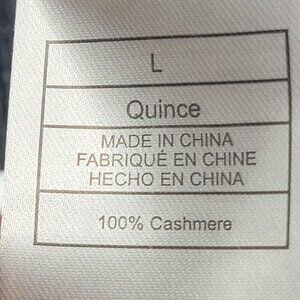 L
Quince
MADE IN CHINA
FABRIQUÉ EN CHINE
HECHO EN CHINA
100% Cashmere